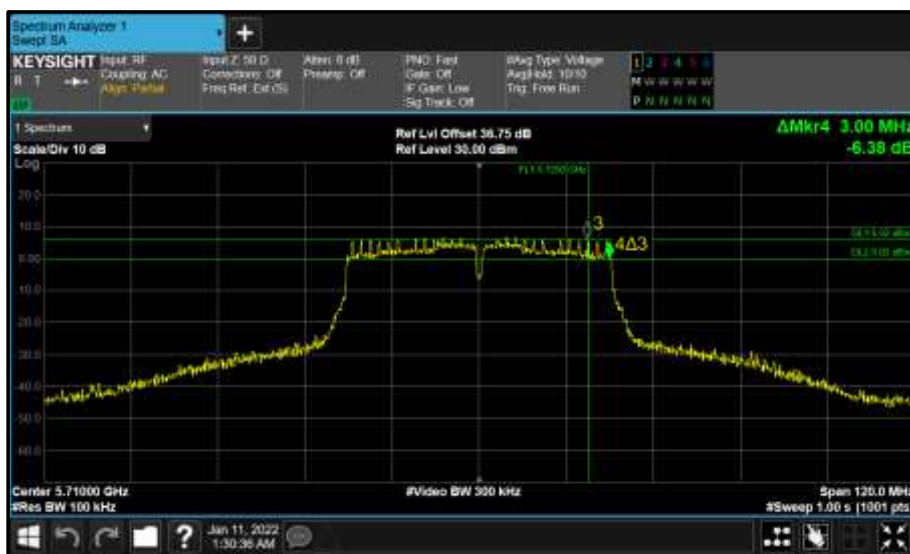 Spectrum Analyzer 1
Swept SA
KEYSIGHT
R T
Input: RF
Coupling: AC
Align: Partial
Input Z: 50 Ω
Corrections: Off
Freq Ref: Ext (S)
Atten: 0 dB
Preamp: Off
PNO: Fast
Gate: Off
IF Gain: Low
Sig Track: Off
#Avg Type: Voltage
Avg|Hold: 10/10
Trig: Free Run
1 2 3 4 5 6
M W W W W W
P N N N N N
1 Spectrum
Scale/Div 10 dB
Ref Lvl Offset 36.75 dB
Ref Level 30.00 dBm
ΔMkr4 3.00 MHz
-6.38 dB
Log
20.0
10.0
0.00
-10.0
-20.0
-30.0
-40.0
-50.0
-60.0
3
4Δ3
Center 5.71000 GHz
#Res BW 100 kHz
#Video BW 300 kHz
Span 120.0 MHz
#Sweep 1.00 s (1001 pts)
?
Jan 11, 2022
1:30:36 AM